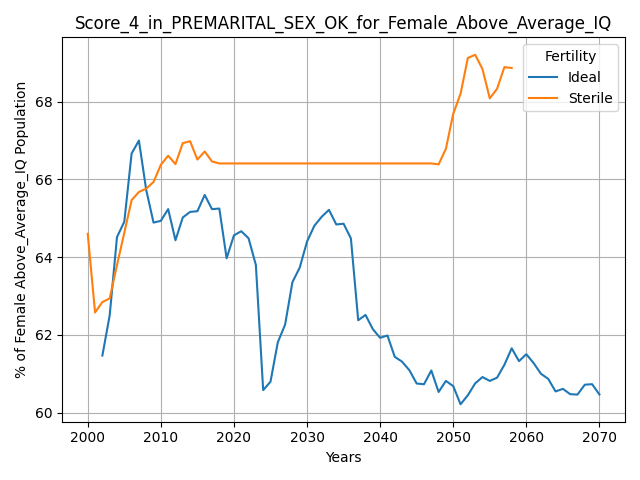 Score_4_in_PREMARITAL_SEX_OK_for_Female_Above_Average_IQ
% of Female Above_Average_IQ Population
68
66
64
62
60
Fertility
Ideal
Sterile
2000 2010 2020 2030 2040 2050 2060 2070
Years